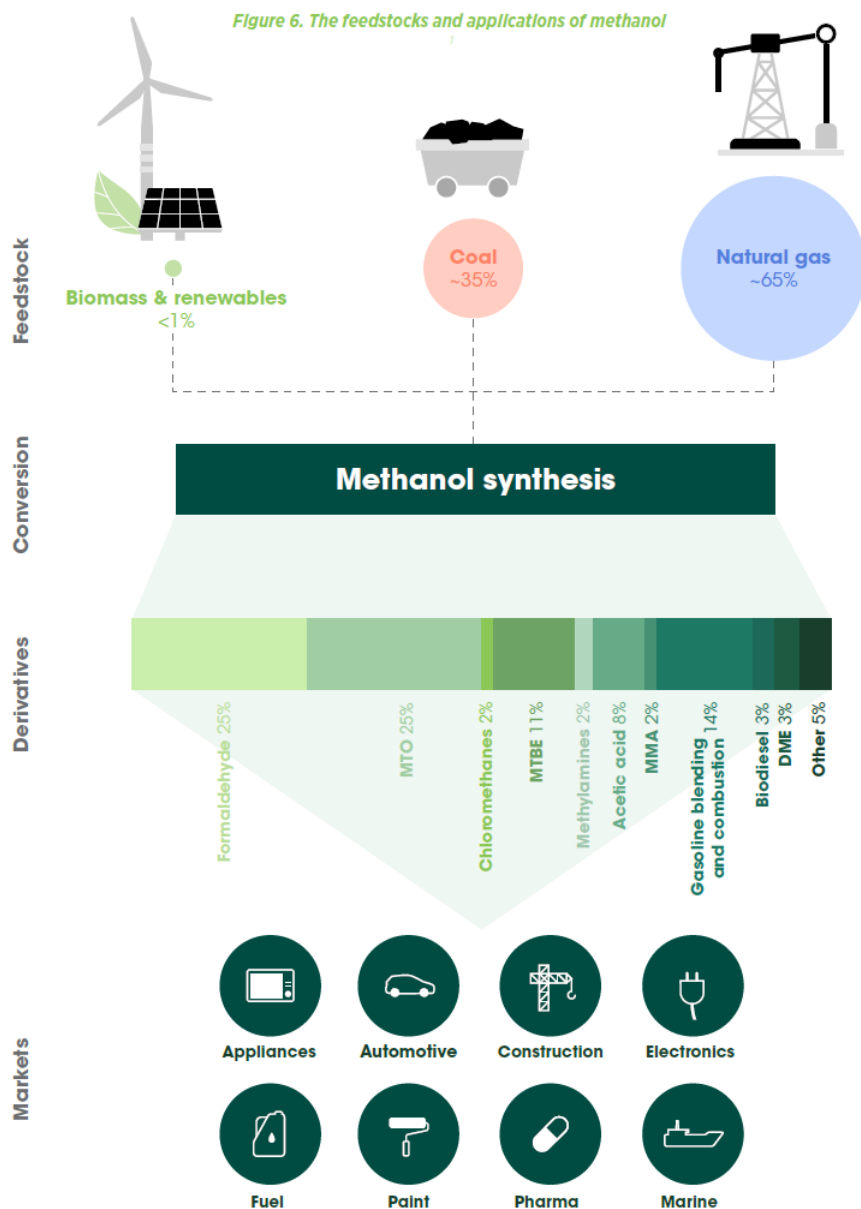 Figure 6. The feedstocks and applications of methanol
Feedstock
Biomass & renewables
<1%
Coal
~35%
Natural gas
~65%
Conversion
Methanol synthesis
Derivatives
Formaldehyde 25%
MTO 25%
Chloromethanes 2%
MTBE 11%
Methylamines 2%
Acetic acid 8%
MMA 2%
Gasoline blending 14%
and combustion
Biodiesel 3%
DME 3%
Other 5%
Markets
Appliances
Automotive
Construction
Electronics
Fuel
Paint
Pharma
Marine